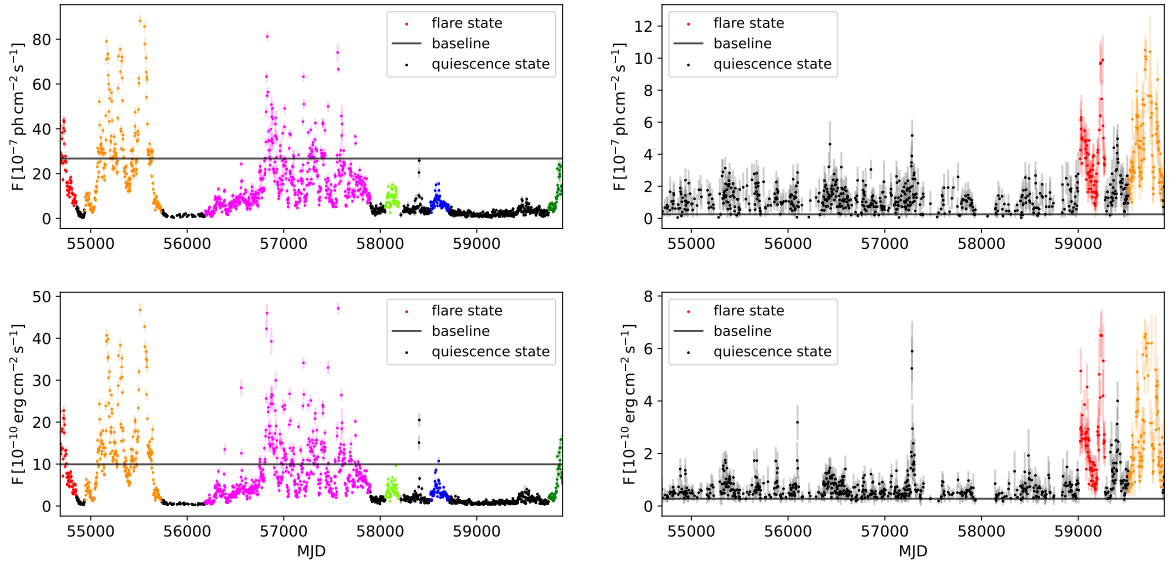 80
60
40
20
0
F [10⁻⁷ ph cm⁻² s⁻¹]
flare state
baseline
quiescence state
55000 56000 57000 58000 59000
12
10
8
6
4
2
0
F [10⁻⁷ ph cm⁻² s⁻¹]
flare state
baseline
quiescence state
55000 56000 57000 58000 59000
50
40
30
20
10
0
F [10⁻¹⁰ erg cm⁻² s⁻¹]
flare state
baseline
quiescence state
55000 56000 57000 58000 59000
MJD
8
6
4
2
0
F [10⁻¹⁰ erg cm⁻² s⁻¹]
flare state
baseline
quiescence state
55000 56000 57000 58000 59000
MJD